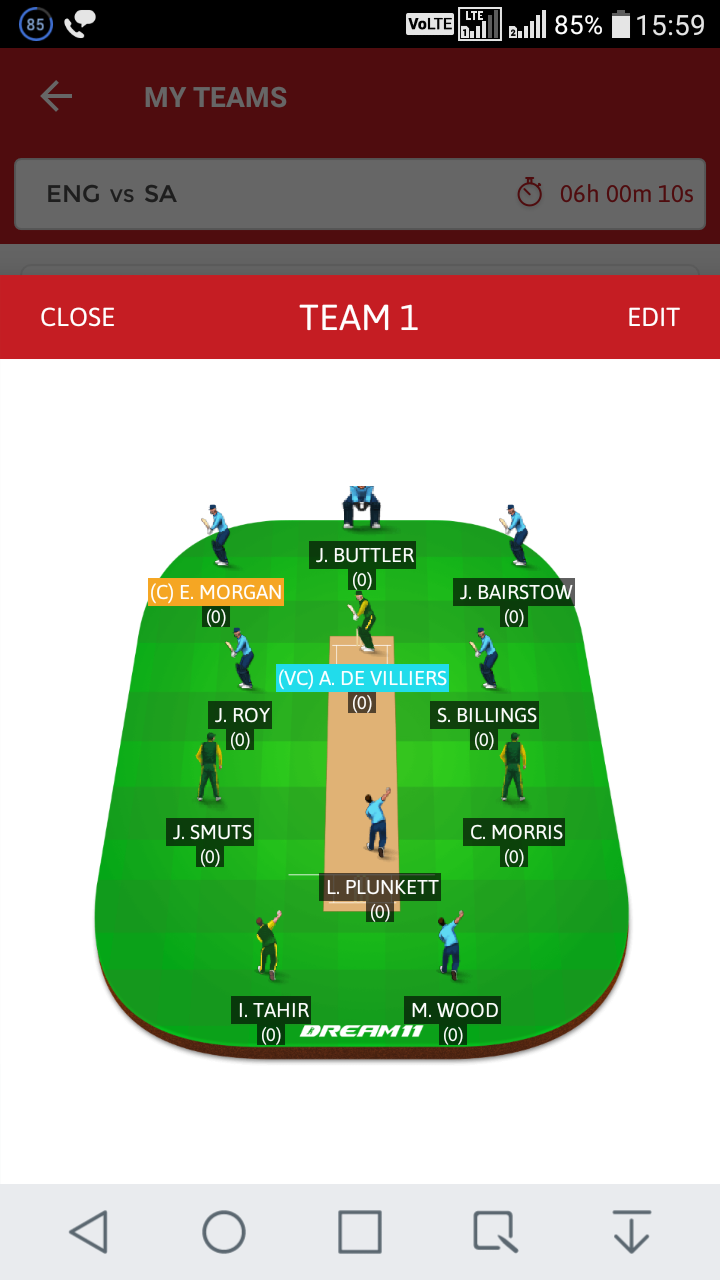 85 VoLTE LTE 1 2 85% 15:59
MY TEAMS
ENG vs SA 06h 00m 10s
CLOSE TEAM 1 EDIT
J. BUTTLER
(0)
(C) E. MORGAN
(0)
J. BAIRSTOW
(0)
(VC) A. DE VILLIERS
(0)
J. ROY
(0)
S. BILLINGS
(0)
J. SMUTS
(0)
C. MORRIS
(0)
L. PLUNKETT
(0)
I. TAHIR
(0)
M. WOOD
(0)
DREAM11